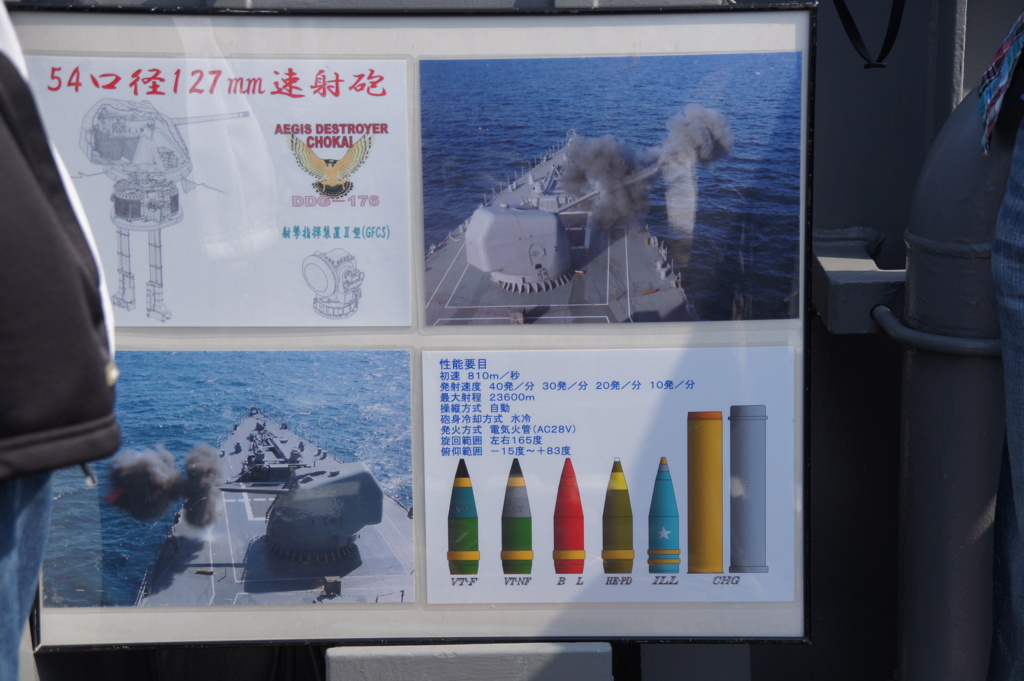 54口径127mm速射砲
AEGIS DESTROYER
CHOKAI
DDG-176
射撃指揮装置Ⅱ型(GFCS)
性能要目
初速 810m/秒
発射速度 40発/分 30発/分 20発/分 10発/分
最大射程 23600m
操縦方式 自動
砲身冷却方式 水冷
発火方式 電気火管(AC28V)
旋回範囲 左右165度
俯仰範囲 -15度~+83度
VT-F VT-NF B L HE-PD ILL CHG